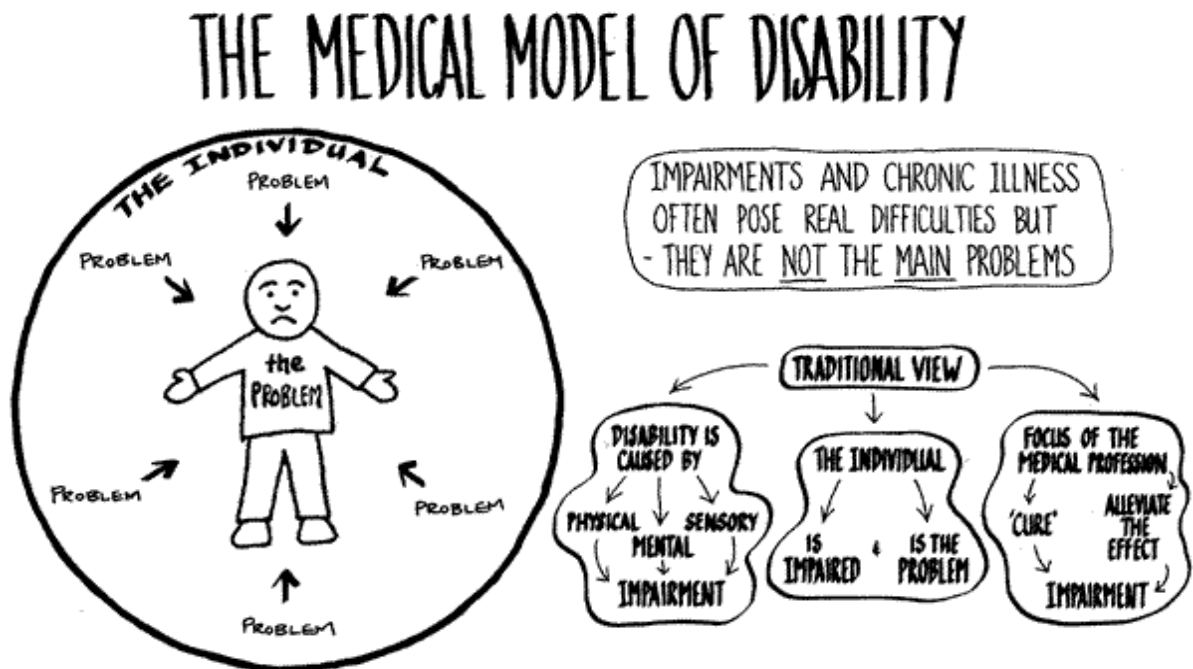 THE MEDICAL MODEL OF DISABILITY
THE INDIVIDUAL
PROBLEM
PROBLEM
PROBLEM
the
PROBLEM
PROBLEM
PROBLEM
PROBLEM
IMPAIRMENTS AND CHRONIC ILLNESS
OFTEN POSE REAL DIFFICULTIES BUT
- THEY ARE NOT THE MAIN PROBLEMS
TRADITIONAL VIEW
DISABILITY IS
CAUSED BY
PHYSICAL
SENSORY
MENTAL
IMPAIRMENT
THE INDIVIDUAL
IS
IMPAIRED
&
IS THE
PROBLEM
FOCUS OF THE
MEDICAL PROFESSION
"CURE"
ALLEVIATE
THE
EFFECT
IMPAIRMENT